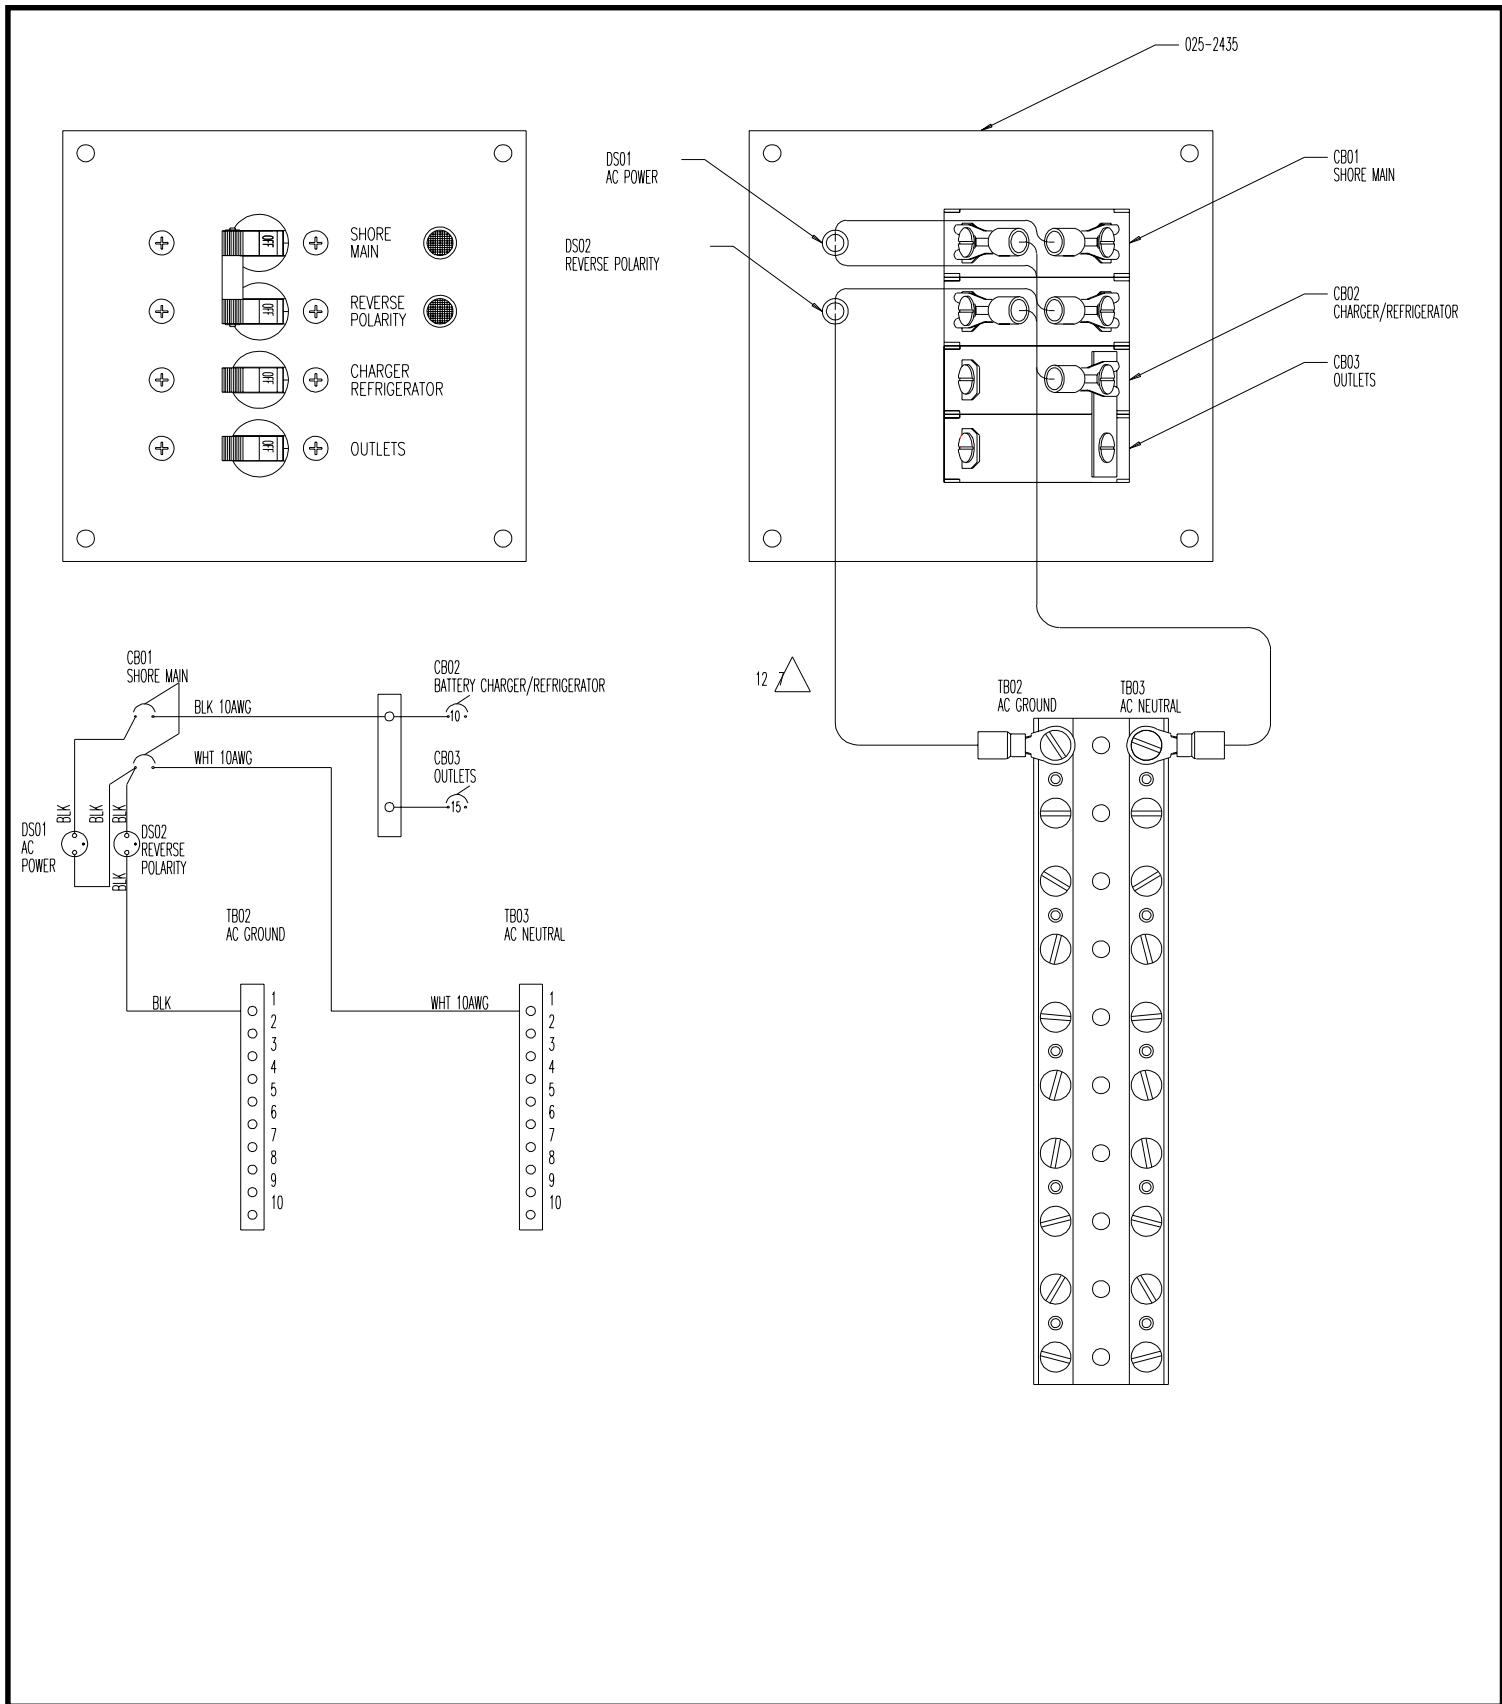 025-2435
DS01
AC POWER
CB01
SHORE MAIN
DS02
REVERSE POLARITY
CB02
CHARGER/REFRIGERATOR
CB03
OUTLETS
OFF
SHORE
MAIN
OFF
REVERSE
POLARITY
OFF
CHARGER
REFRIGERATOR
OFF
OUTLETS
CB01
SHORE MAIN
BLK 10AWG
CB02
BATTERY CHARGER/REFRIGERATOR
10
WHT 10AWG
CB03
OUTLETS
15
BLK
BLK
BLK
DS01
AC
POWER
DS02
REVERSE
POLARITY
BLK
TB02
AC GROUND
TB03
AC NEUTRAL
BLK
WHT 10AWG
1
2
3
4
5
6
7
8
9
10
1
2
3
4
5
6
7
8
9
10
12 7
TB02
AC GROUND
TB03
AC NEUTRAL